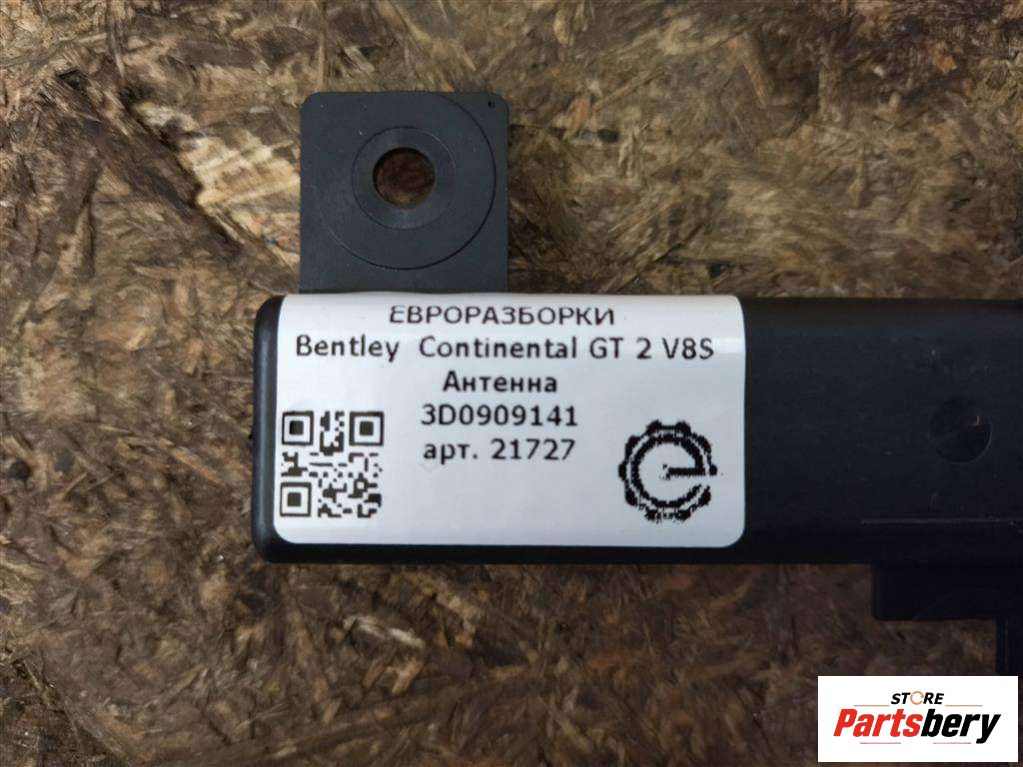 ЕВРОРАЗБОРКИ
Bentley Continental GT 2 V8S
Антенна
3D0909141
арт. 21727
STORE
Partsbery